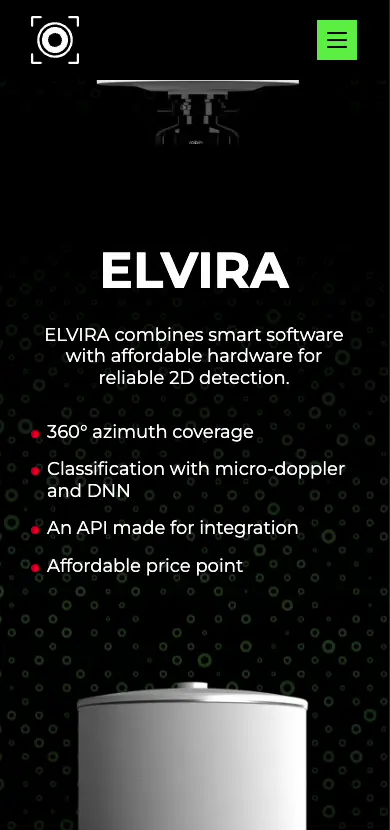 ELVIRA
ELVIRA combines smart software
with affordable hardware for
reliable 2D detection.
360° azimuth coverage
Classification with micro-doppler
and DNN
An API made for integration
Affordable price point